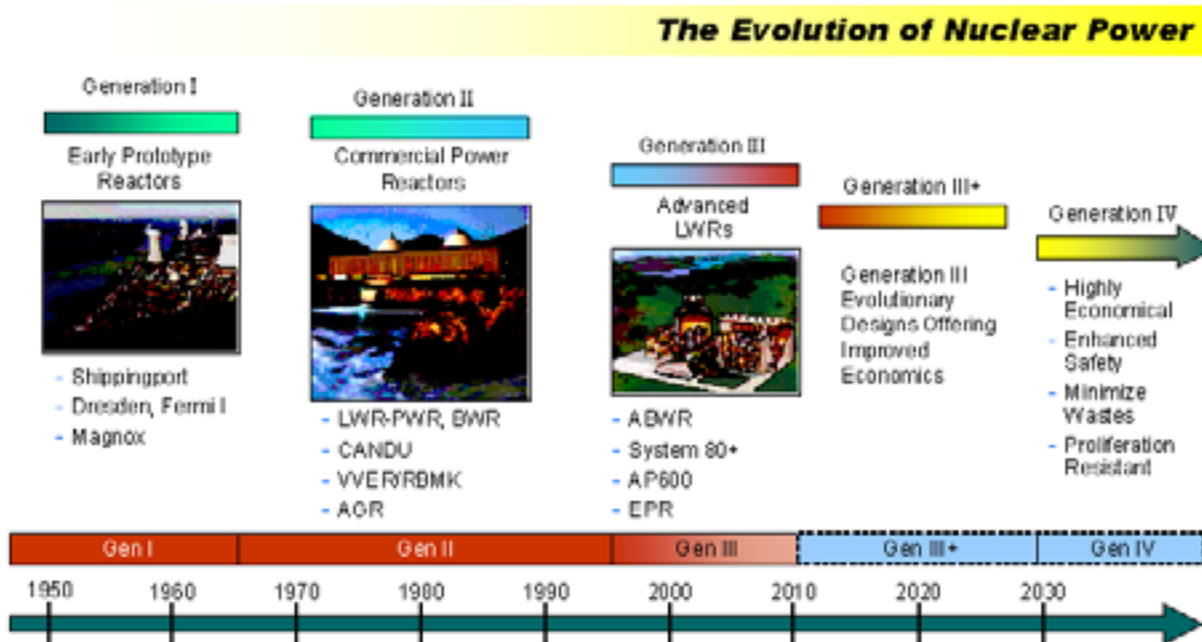 The Evolution of Nuclear Power
Generation I
Early Prototype
Reactors
- Shippingport
- Dresden, Fermi I
- Magnox
Generation II
Commercial Power
Reactors
- LWR-PWR, BWR
- CANDU
- VVER/RBMK
- AGR
Generation III
Advanced
LWRs
- ABWR
- System 80+
- AP600
- EPR
Generation III+
Generation III
Evolutionary
Designs Offering
Improved
Economics
Generation IV
- Highly
Economical
- Enhanced
Safety
- Minimize
Wastes
- Proliferation
Resistant
Gen I Gen II Gen III Gen III+ Gen IV
1950 1960 1970 1980 1990 2000 2010 2020 2030